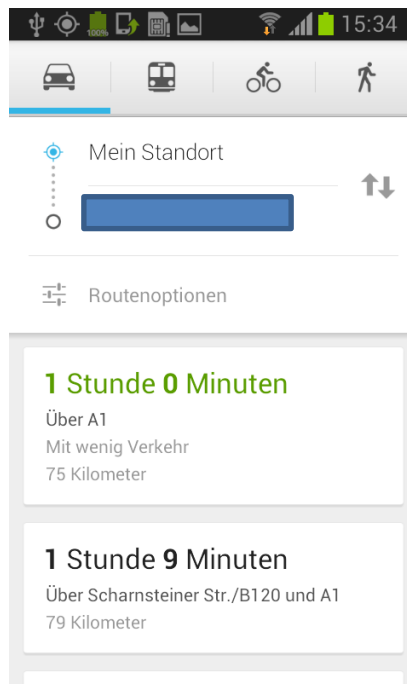 100%
15:34
Mein Standort
Routenoptionen
1 Stunde 0 Minuten
Über A1
Mit wenig Verkehr
75 Kilometer
1 Stunde 9 Minuten
Über Scharnsteiner Str./B120 und A1
79 Kilometer